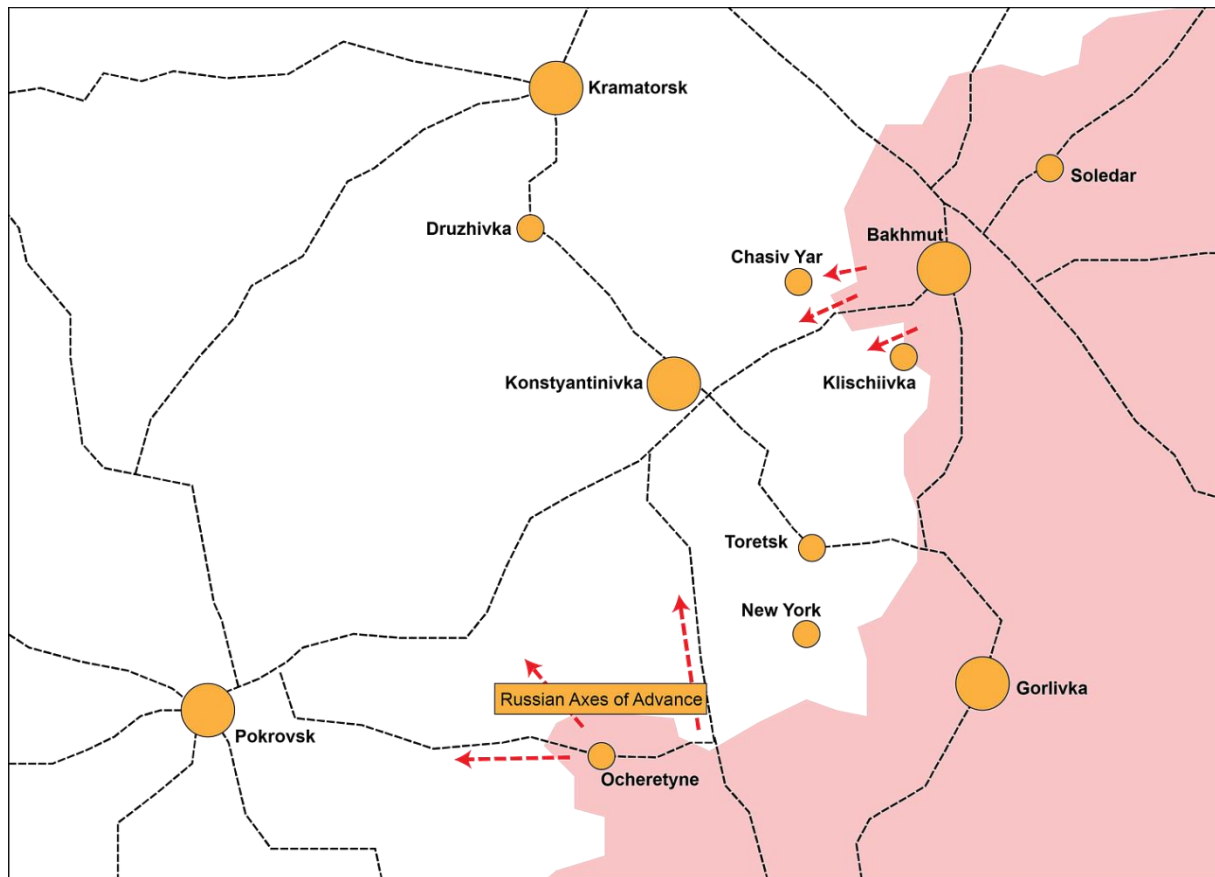 Kramatorsk
Soledar
Druzhivka
Bakhmut
Chasiv Yar
Konstyantinivka
Klischiivka
Toretsk
New York
Russian Axes of Advance
Gorlivka
Pokrovsk
Ocheretyne